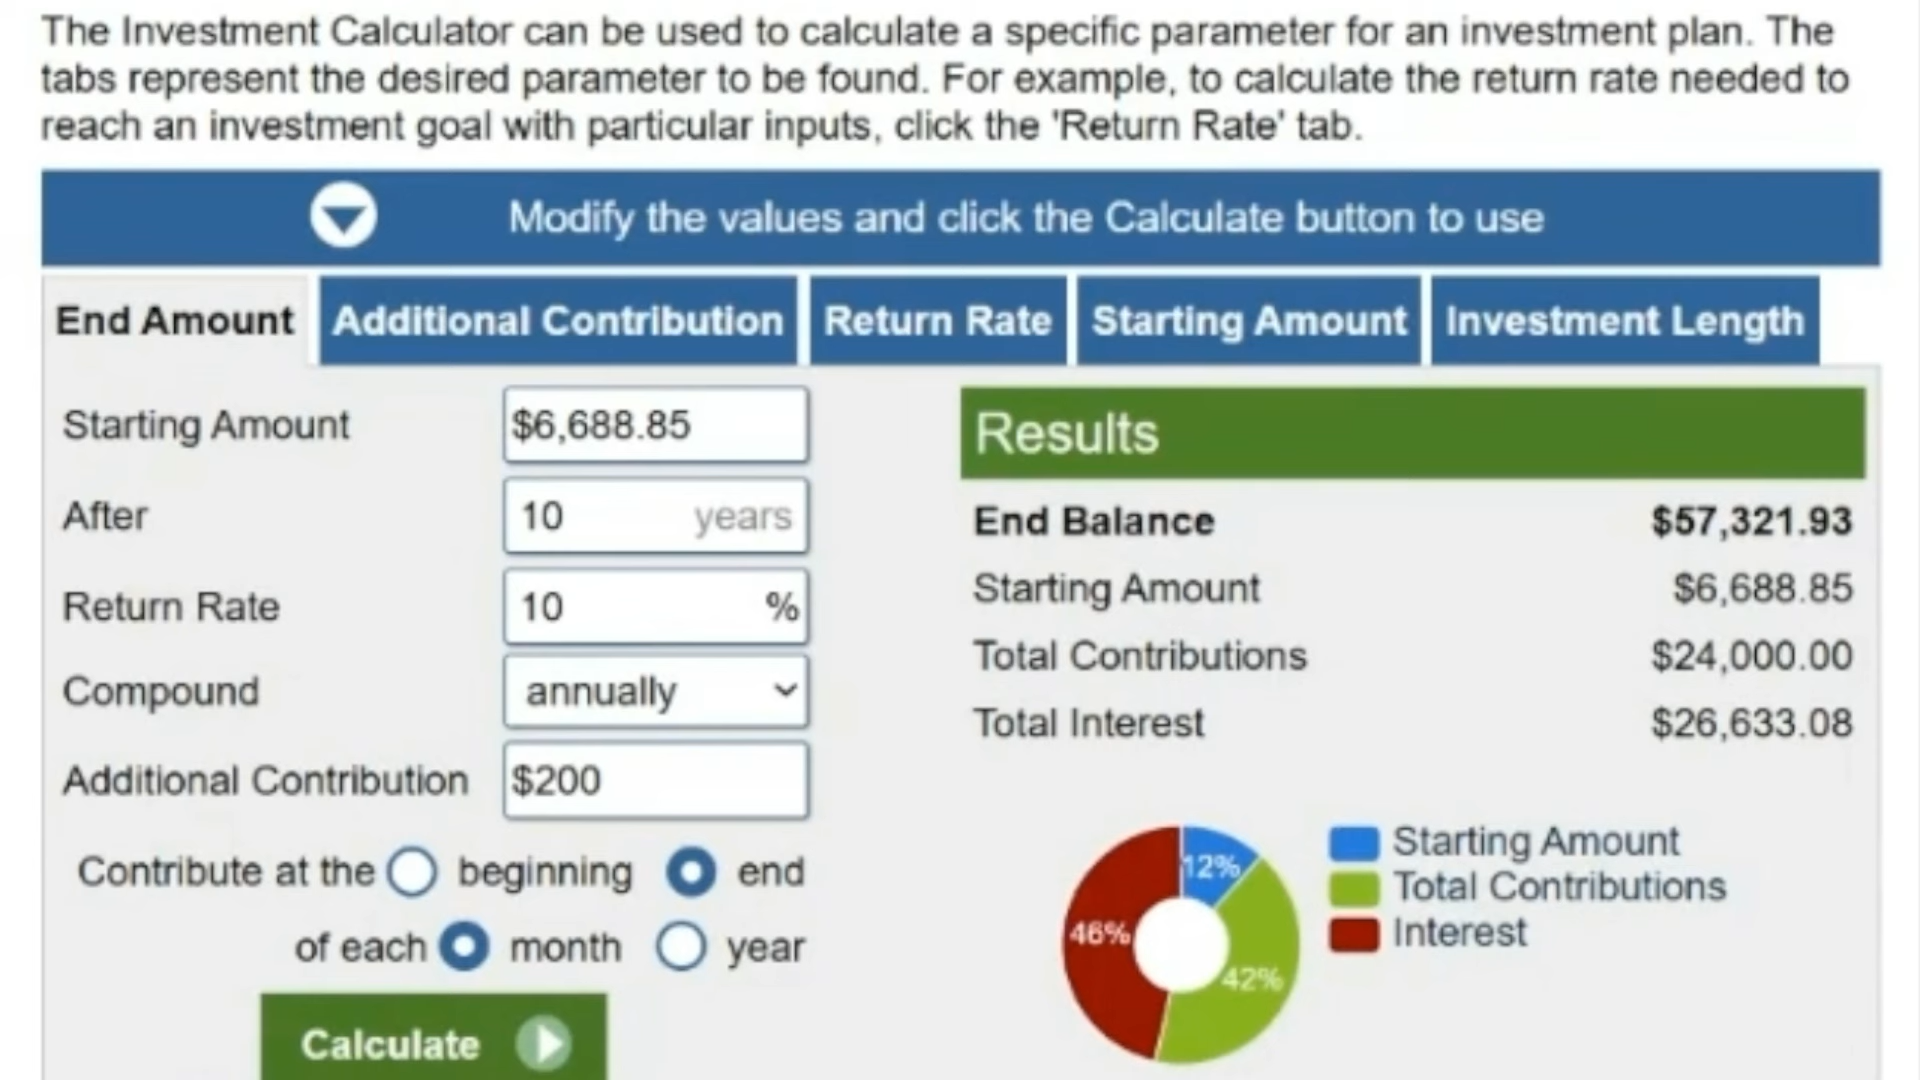 The Investment Calculator can be used to calculate a specific parameter for an investment plan. The
tabs represent the desired parameter to be found. For example, to calculate the return rate needed to
reach an investment goal with particular inputs, click the 'Return Rate' tab.
Modify the values and click the Calculate button to use
End Amount Additional Contribution Return Rate Starting Amount Investment Length
Starting Amount $6,688.85
After 10 years
Return Rate 10 %
Compound annually
Additional Contribution $200
Contribute at the beginning end
of each month year
Calculate
Results
End Balance $57,321.93
Starting Amount $6,688.85
Total Contributions $24,000.00
Total Interest $26,633.08
12%
46%
42%
Starting Amount
Total Contributions
Interest